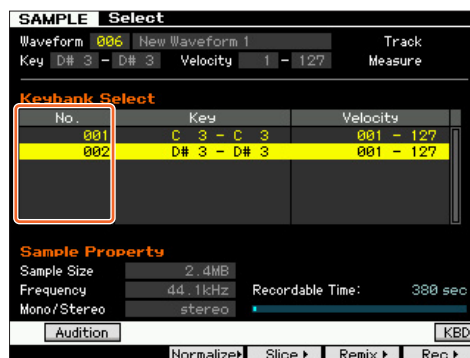 SAMPLE Select
Waveform 006 New Waveform 1 Track
Key D# 3 – D# 3 Velocity 1 – 127 Measure
Keybank Select
No. Key Velocity
001 C 3 – C 3 001 – 127
002 D# 3 – D# 3 001 – 127
Sample Property
Sample Size 2.4MB
Frequency 44.1kHz Recordable Time: 380 sec
Mono/Stereo stereo
Audition KBD
Normalize Slice Remix Rec